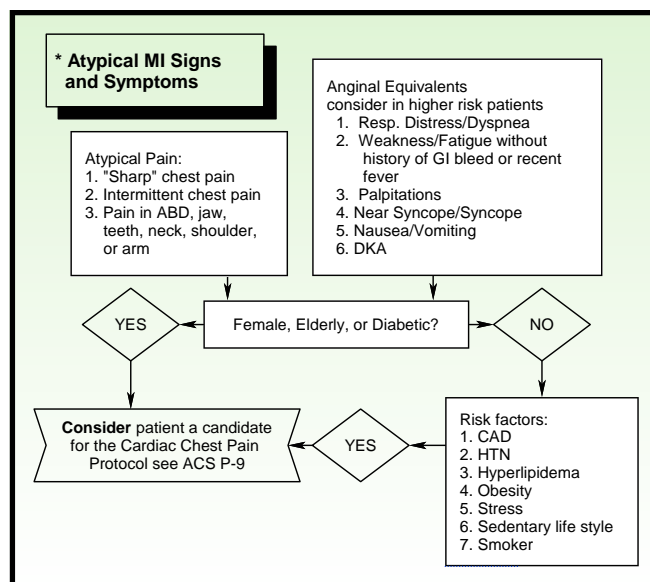 * Atypical MI Signs
and Symptoms
Anginal Equivalents
consider in higher risk patients
1. Resp. Distress/Dyspnea
2. Weakness/Fatigue without
history of GI bleed or recent
fever
3. Palpitations
4. Near Syncope/Syncope
5. Nausea/Vomiting
6. DKA
Atypical Pain:
1. "Sharp" chest pain
2. Intermittent chest pain
3. Pain in ABD, jaw,
teeth, neck, shoulder,
or arm
YES
Female, Elderly, or Diabetic?
NO
Consider patient a candidate
for the Cardiac Chest Pain
Protocol see ACS P-9
YES
Risk factors:
1. CAD
2. HTN
3. Hyperlipidema
4. Obesity
5. Stress
6. Sedentary life style
7. Smoker